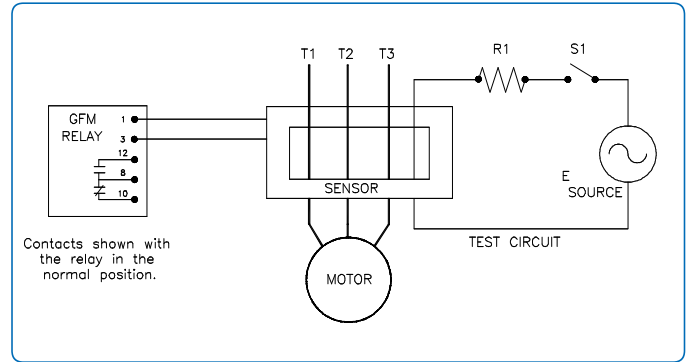 T1 T2 T3
R1
S1
GFM
RELAY
1
3
12
8
10
SENSOR
E
SOURCE
TEST CIRCUIT
MOTOR
Contacts shown with
the relay in the
normal position.